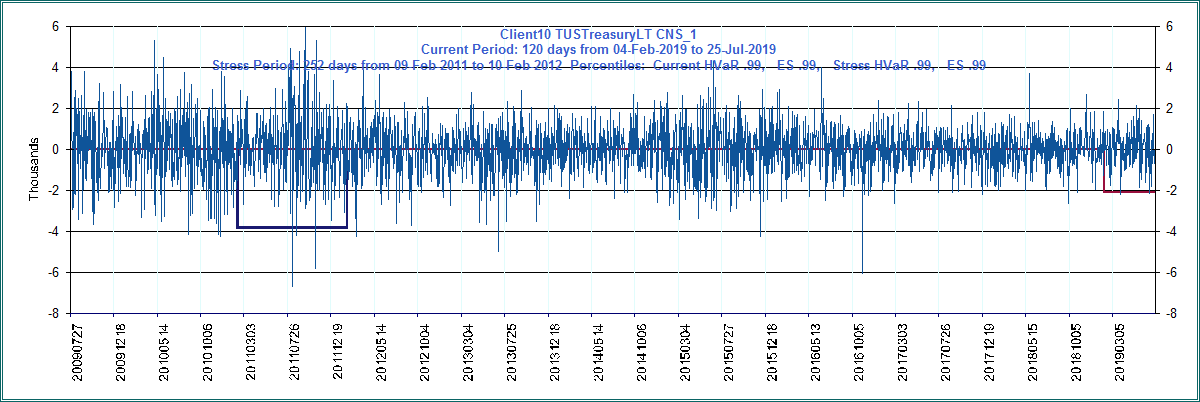 Client10 TUSTreasuryLT CNS_1
Current Period: 120 days from 04-Feb-2019 to 25-Jul-2019
Stress Period: 252 days from 09 Feb 2011 to 10 Feb 2012 Percentiles: Current HVaR .99, ES .99, Stress HVaR .99, ES .99
6 6
4 4
2 2
0 0
-2 -2
-4 -4
-6 -6
-8 -8
Thousands
20090727 20091218 20100514 20101006 20110303 20110726 20111219 20120514 20121004 20130304 20130725 20131218 20140514 20141006 20150304 20150727 20151218 20160513 20161005 20170303 20170726 20171219 20180515 20181005 20190305